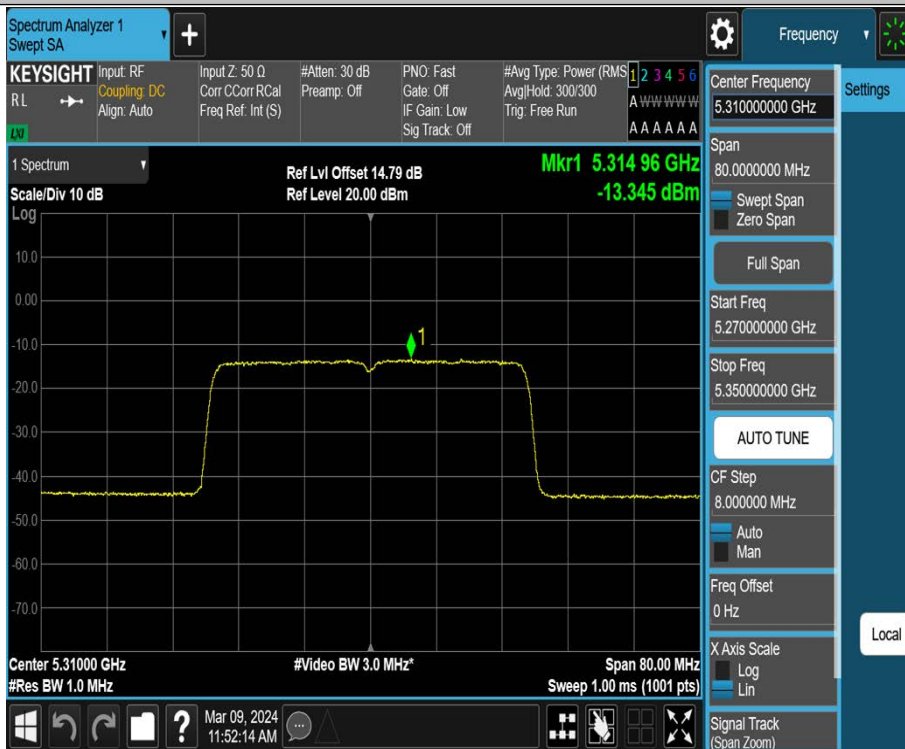 Spectrum Analyzer 1
Swept SA
+
Frequency
KEYSIGHT
RL
LXI
Input: RF
Coupling: DC
Align: Auto
Input Z: 50 Ω
Corr CCorr RCal
Freq Ref: Int (S)
#Atten: 30 dB
Preamp: Off
PNO: Fast
Gate: Off
IF Gain: Low
Sig Track: Off
#Avg Type: Power (RMS
Avg|Hold: 300/300
Trig: Free Run
1 2 3 4 5 6
A W W W W W
A A A A A A
1 Spectrum
Scale/Div 10 dB
Log
Ref Lvl Offset 14.79 dB
Ref Level 20.00 dBm
Mkr1 5.314 96 GHz
-13.345 dBm
10.0
0.00
-10.0
-20.0
-30.0
-40.0
-50.0
-60.0
-70.0
1
Center 5.31000 GHz
#Res BW 1.0 MHz
#Video BW 3.0 MHz*
Span 80.00 MHz
Sweep 1.00 ms (1001 pts)
Center Frequency
5.310000000 GHz
Span
80.0000000 MHz
Swept Span
Zero Span
Full Span
Start Freq
5.270000000 GHz
Stop Freq
5.350000000 GHz
AUTO TUNE
CF Step
8.000000 MHz
Auto
Man
Freq Offset
0 Hz
X Axis Scale
Log
Lin
Signal Track
(Span Zoom)
Settings
Local
?
Mar 09, 2024
11:52:14 AM